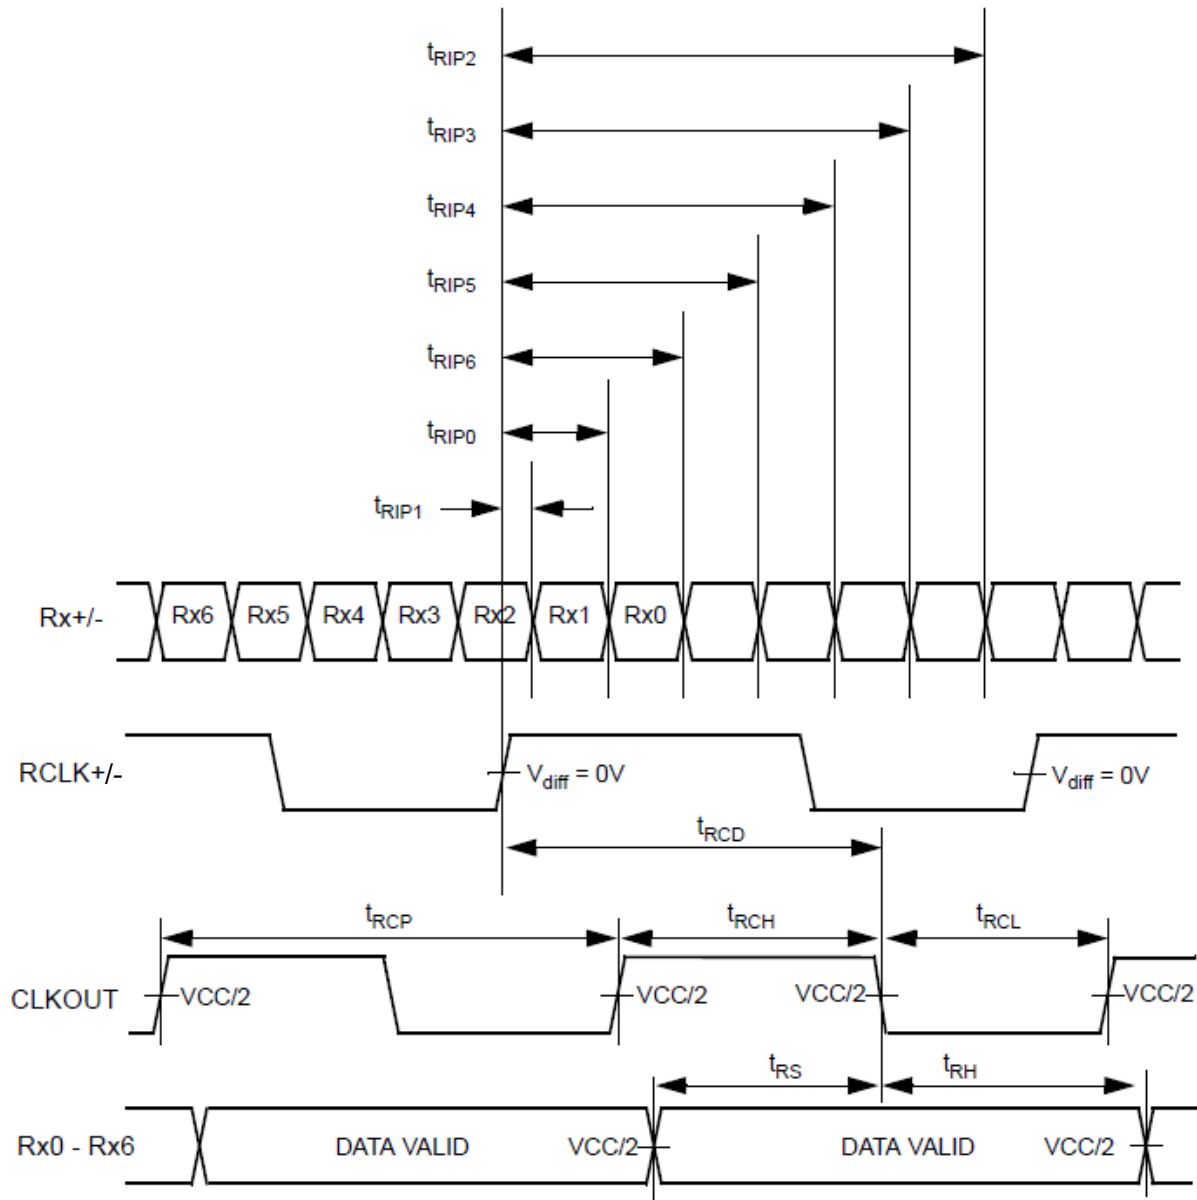 tRIP2
tRIP3
tRIP4
tRIP5
tRIP6
tRIP0
tRIP1
Rx+/- Rx6 Rx5 Rx4 Rx3 Rx2 Rx1 Rx0
RCLK+/- Vdiff = 0V Vdiff = 0V
tRCD
tRCP tRCH tRCL
CLKOUT VCC/2 VCC/2 VCC/2 VCC/2
tRS tRH
Rx0 - Rx6 DATA VALID VCC/2 DATA VALID VCC/2